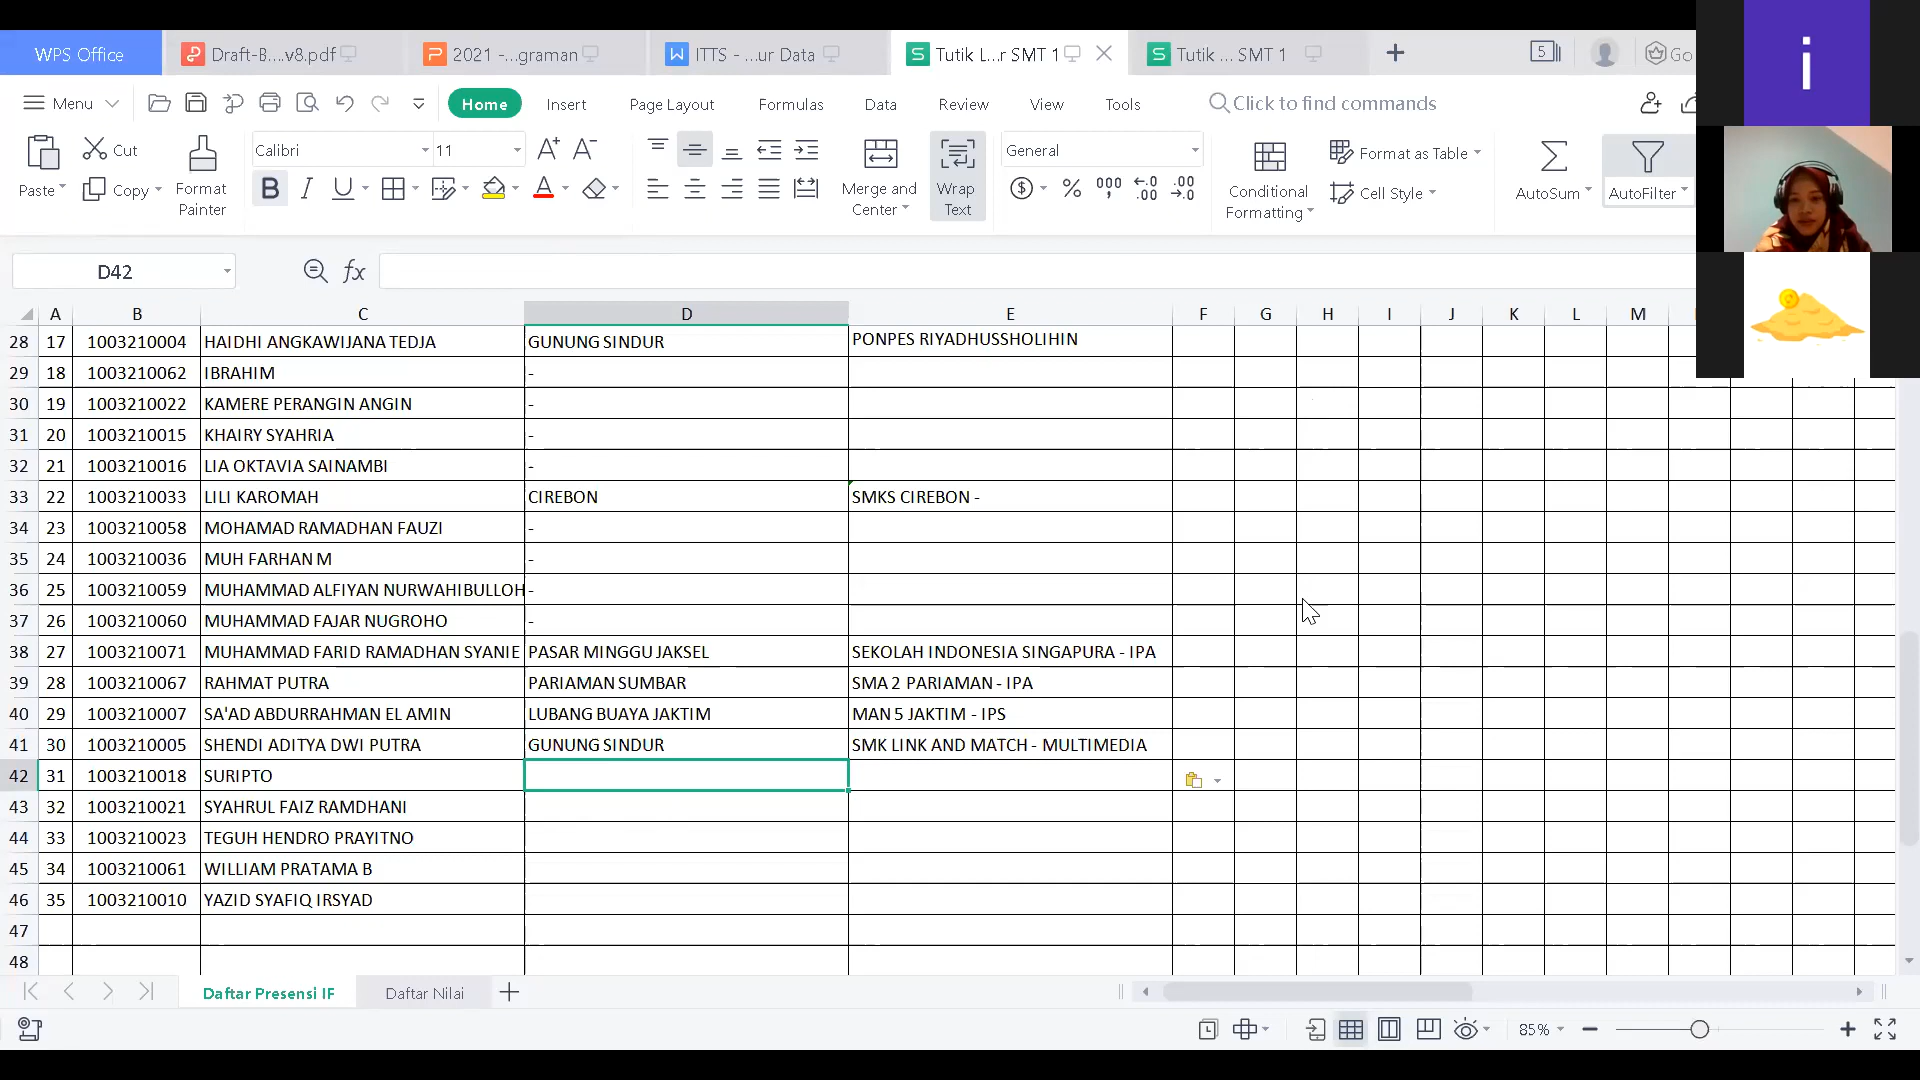 WPS Office
Draft-B....v8.pdf
2021 -...graman
ITTS - ...ur Data
Tutik L...r SMT 1
Tutik ... SMT 1
5
Go
i
Menu
Home
Insert
Page Layout
Formulas
Data
Review
View
Tools
Click to find commands
Paste
Cut
Copy
Format
Painter
Calibri
11
Merge and
Center
Wrap
Text
General
Conditional
Formatting
Format as Table
Cell Style
AutoSum
AutoFilter
D42
fx
A B C D E F G H I J K L M
28 17 1003210004 HAIDHI ANGKAWIJANA TEDJA GUNUNG SINDUR PONPES RIYADHUSSHOLIHIN
29 18 1003210062 IBRAHIM -
30 19 1003210022 KAMERE PERANGIN ANGIN -
31 20 1003210015 KHAIRY SYAHRIA -
32 21 1003210016 LIA OKTAVIA SAINAMBI -
33 22 1003210033 LILI KAROMAH CIREBON SMKS CIREBON -
34 23 1003210058 MOHAMAD RAMADHAN FAUZI -
35 24 1003210036 MUH FARHAN M -
36 25 1003210059 MUHAMMAD ALFIYAN NURWAHIBULLOH -
37 26 1003210060 MUHAMMAD FAJAR NUGROHO -
38 27 1003210071 MUHAMMAD FARID RAMADHAN SYANIE PASAR MINGGU JAKSEL SEKOLAH INDONESIA SINGAPURA - IPA
39 28 1003210067 RAHMAT PUTRA PARIAMAN SUMBAR SMA 2 PARIAMAN - IPA
40 29 1003210007 SA'AD ABDURRAHMAN EL AMIN LUBANG BUAYA JAKTIM MAN 5 JAKTIM - IPS
41 30 1003210005 SHENDI ADITYA DWI PUTRA GUNUNG SINDUR SMK LINK AND MATCH - MULTIMEDIA
42 31 1003210018 SURIPTO
43 32 1003210021 SYAHRUL FAIZ RAMDHANI
44 33 1003210023 TEGUH HENDRO PRAYITNO
45 34 1003210061 WILLIAM PRATAMA B
46 35 1003210010 YAZID SYAFIQ IRSYAD
47
48
Daftar Presensi IF
Daftar Nilai
85%